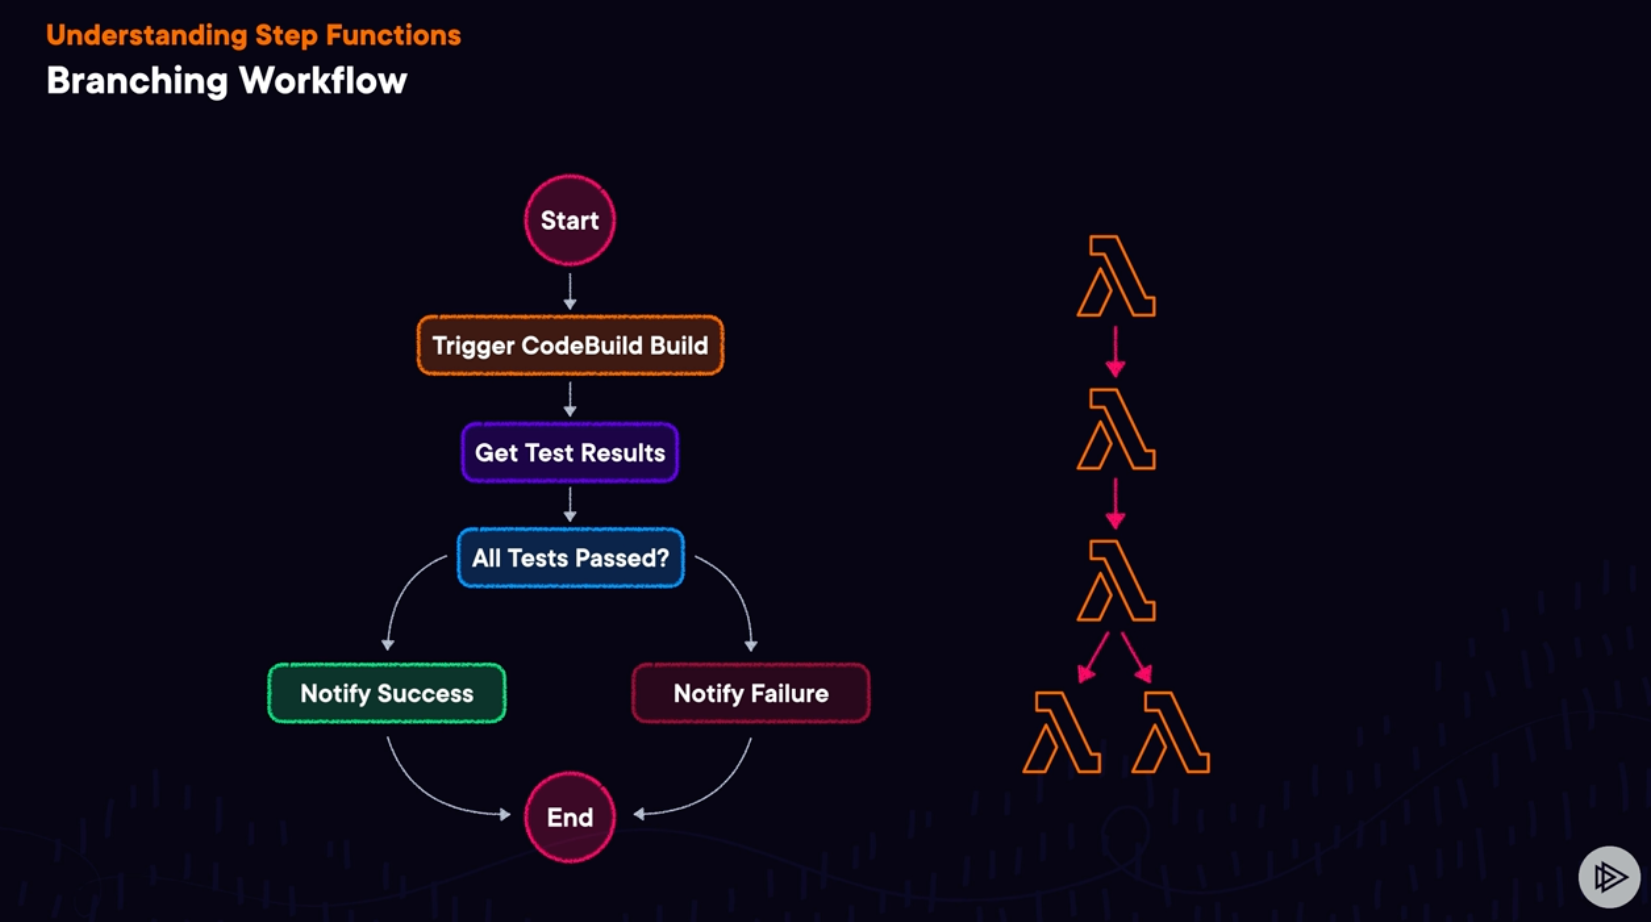 Understanding Step Functions
Branching Workflow
Start
Trigger CodeBuild Build
Get Test Results
All Tests Passed?
Notify Success
Notify Failure
End